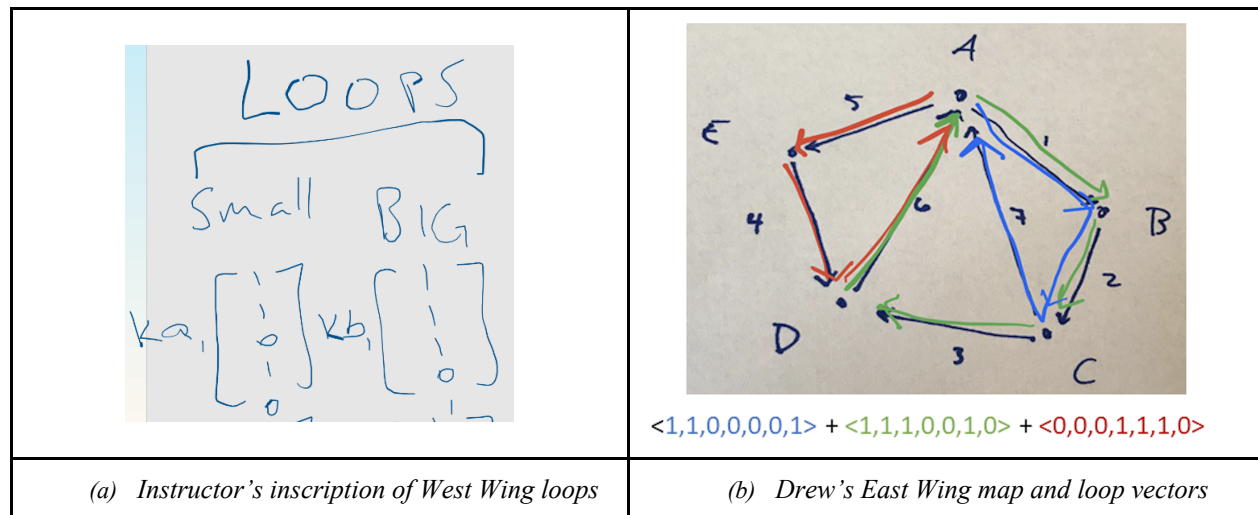 LOOPS
Small BIG
ka₁ kb₁
1 1
1 1
0 1
1 0
0 1
A
5
E
1
4
6
7
B
2
D
3
C
<1,1,0,0,0,0,1> + <1,1,1,0,0,1,0> + <0,0,0,1,1,1,0>
(a) Instructor's inscription of West Wing loops
(b) Drew's East Wing map and loop vectors